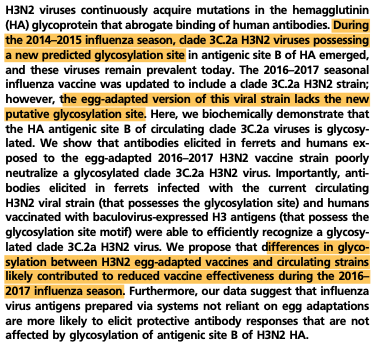 H3N2 viruses continuously acquire mutations in the hemagglutinin
(HA) glycoprotein that abrogate binding of human antibodies. During
the 2014–2015 influenza season, clade 3C.2a H3N2 viruses possessing
a new predicted glycosylation site in antigenic site B of HA emerged,
and these viruses remain prevalent today. The 2016–2017 seasonal
influenza vaccine was updated to include a clade 3C.2a H3N2 strain;
however, the egg-adapted version of this viral strain lacks the new
putative glycosylation site. Here, we biochemically demonstrate that
the HA antigenic site B of circulating clade 3C.2a viruses is glycosy-
lated. We show that antibodies elicited in ferrets and humans ex-
posed to the egg-adapted 2016–2017 H3N2 vaccine strain poorly
neutralize a glycosylated clade 3C.2a H3N2 virus. Importantly, anti-
bodies elicited in ferrets infected with the current circulating
H3N2 viral strain (that possesses the glycosylation site) and humans
vaccinated with baculovirus-expressed H3 antigens (that possess the
glycosylation site motif) were able to efficiently recognize a glycosy-
lated clade 3C.2a H3N2 virus. We propose that differences in glyco-
sylation between H3N2 egg-adapted vaccines and circulating strains
likely contributed to reduced vaccine effectiveness during the 2016–
2017 influenza season. Furthermore, our data suggest that influenza
virus antigens prepared via systems not reliant on egg adaptations
are more likely to elicit protective antibody responses that are not
affected by glycosylation of antigenic site B of H3N2 HA.